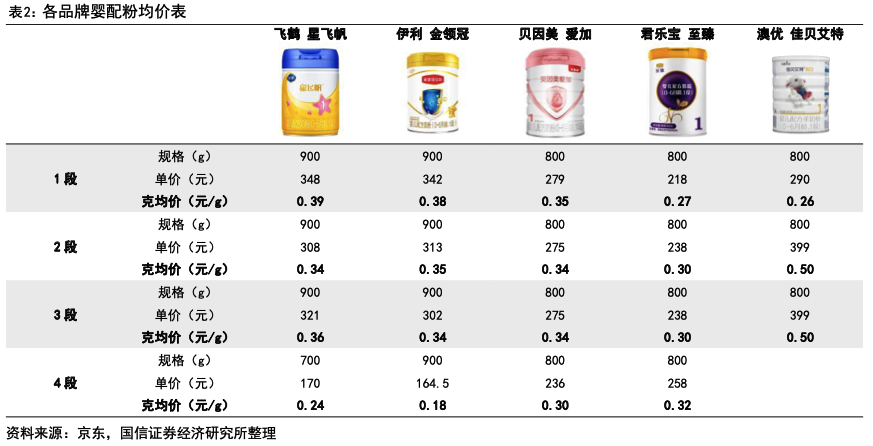 表2：各品牌婴配粉均价表
飞鹤 星飞帆 伊利 金领冠 贝因美 爱加 君乐宝 至臻 澳优 佳贝艾特
规格（g） 900 900 800 800 800
1段 单价（元） 348 342 279 218 290
克均价（元/g） 0.39 0.38 0.35 0.27 0.26
规格（g） 900 900 800 800 800
2段 单价（元） 308 313 275 238 399
克均价（元/g） 0.34 0.35 0.34 0.30 0.50
规格（g） 900 900 800 800 800
3段 单价（元） 321 302 275 238 399
克均价（元/g） 0.36 0.34 0.34 0.30 0.50
规格（g） 700 900 800 800
4段 单价（元） 170 164.5 236 258
克均价（元/g） 0.24 0.18 0.30 0.32
资料来源：京东，国信证券经济研究所整理